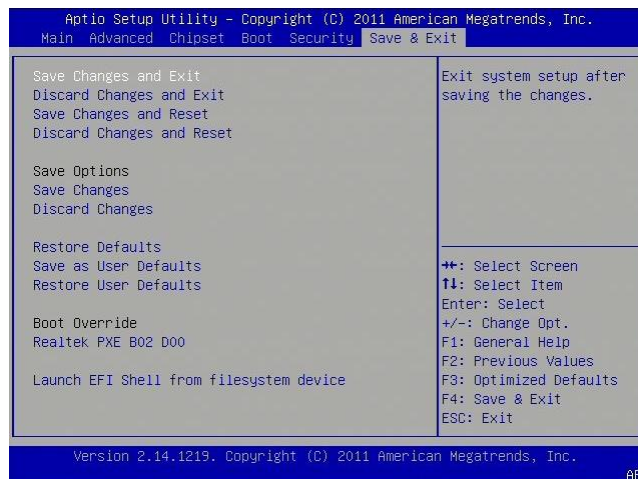 Aptio Setup Utility – Copyright (C) 2011 American Megatrends, Inc.
Main Advanced Chipset Boot Security Save & Exit
Save Changes and Exit
Discard Changes and Exit
Save Changes and Reset
Discard Changes and Reset
Save Options
Save Changes
Discard Changes
Restore Defaults
Save as User Defaults
Restore User Defaults
Boot Override
Realtek PXE B02 D00
Launch EFI Shell from filesystem device
Exit system setup after
saving the changes.
→←: Select Screen
↑↓: Select Item
Enter: Select
+/-: Change Opt.
F1: General Help
F2: Previous Values
F3: Optimized Defaults
F4: Save & Exit
ESC: Exit
Version 2.14.1219. Copyright (C) 2011 American Megatrends, Inc.